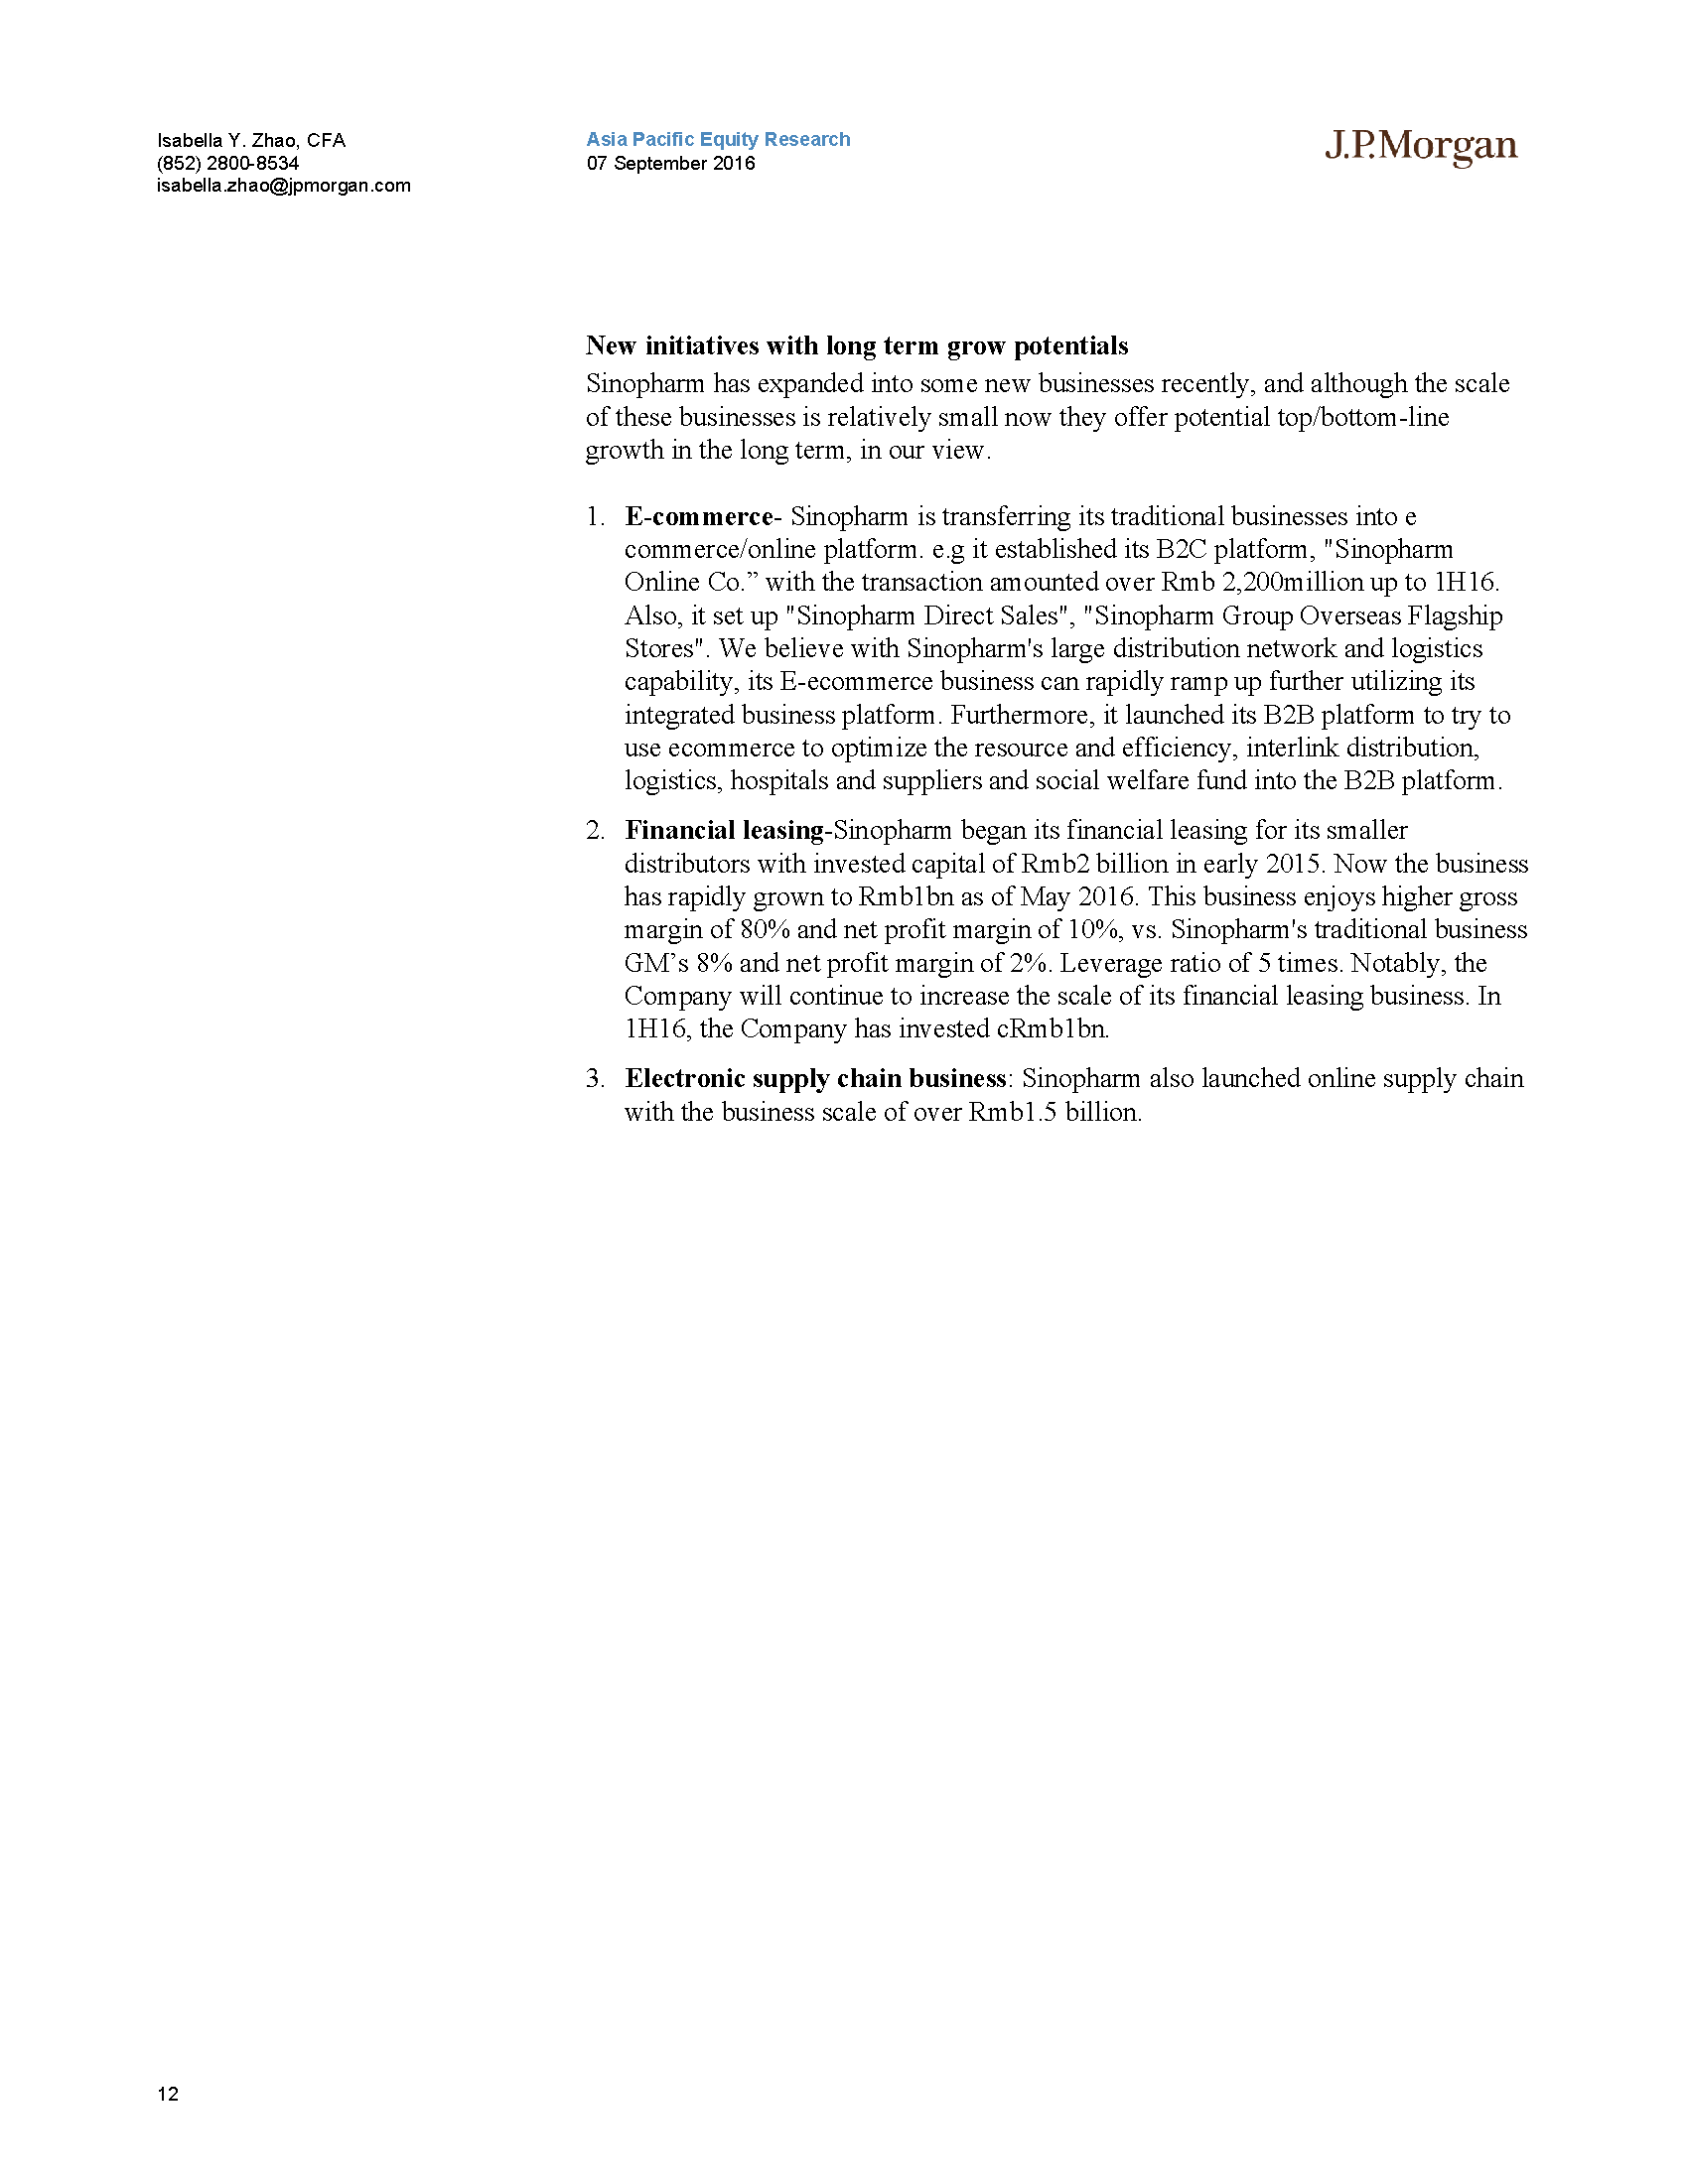 Isabella Y. Zhao, CFA
(852) 2800-8534
isabella.zhao@jpmorgan.com
Asia Pacific Equity Research
07 September 2016
J.P.Morgan
New initiatives with long term grow potentials
Sinopharm has expanded into some new businesses recently, and although the scale
of these businesses is relatively small now they offer potential top/bottom-line
growth in the long term, in our view.
1. E-commerce- Sinopharm is transferring its traditional businesses into e
commerce/online platform. e.g it established its B2C platform, "Sinopharm
Online Co.” with the transaction amounted over Rmb 2,200million up to 1H16.
Also, it set up "Sinopharm Direct Sales", "Sinopharm Group Overseas Flagship
Stores". We believe with Sinopharm's large distribution network and logistics
capability, its E-ecommerce business can rapidly ramp up further utilizing its
integrated business platform. Furthermore, it launched its B2B platform to try to
use ecommerce to optimize the resource and efficiency, interlink distribution,
logistics, hospitals and suppliers and social welfare fund into the B2B platform.
2. Financial leasing-Sinopharm began its financial leasing for its smaller
distributors with invested capital of Rmb2 billion in early 2015. Now the business
has rapidly grown to Rmb1bn as of May 2016. This business enjoys higher gross
margin of 80% and net profit margin of 10%, vs. Sinopharm's traditional business
GM’s 8% and net profit margin of 2%. Leverage ratio of 5 times. Notably, the
Company will continue to increase the scale of its financial leasing business. In
1H16, the Company has invested cRmb1bn.
3. Electronic supply chain business: Sinopharm also launched online supply chain
with the business scale of over Rmb1.5 billion.
12